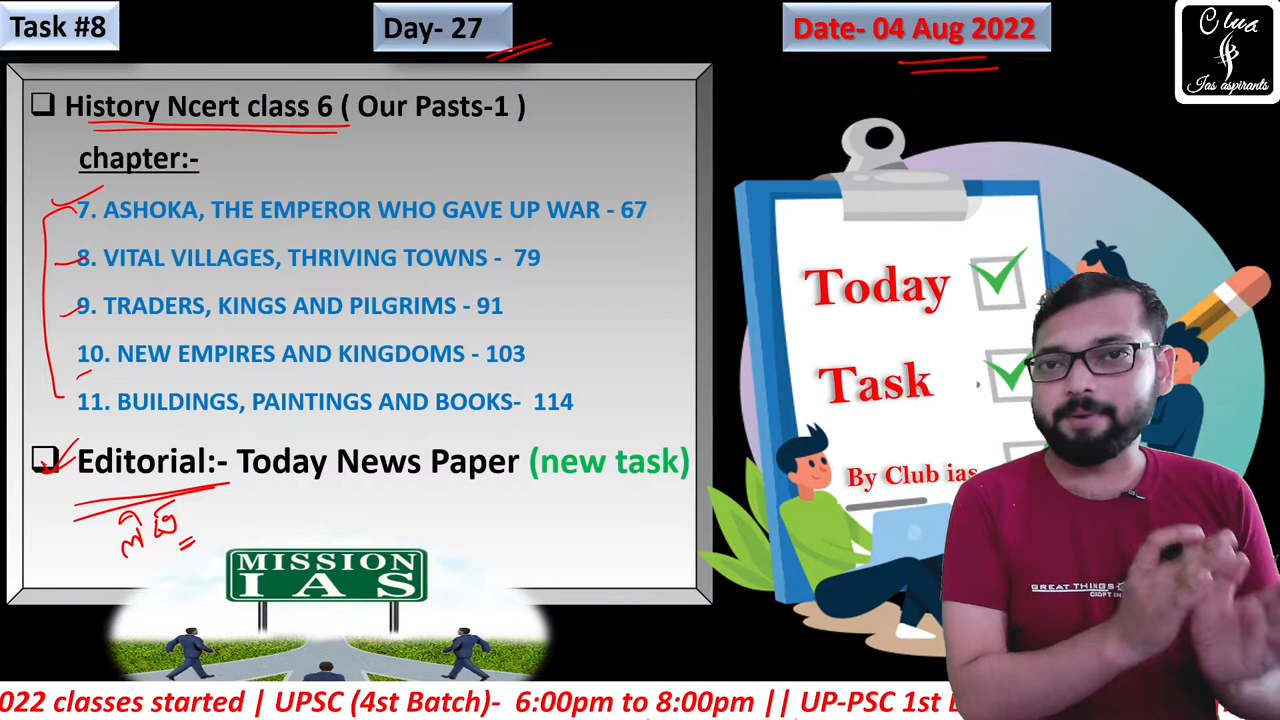 Task #8
Day- 27
Date- 04 Aug 2022
Club
Ias aspirants
❑ History Ncert class 6 ( Our Pasts-1 )
chapter:-
7. ASHOKA, THE EMPEROR WHO GAVE UP WAR - 67
8. VITAL VILLAGES, THRIVING TOWNS - 79
9. TRADERS, KINGS AND PILGRIMS - 91
10. NEW EMPIRES AND KINGDOMS - 103
11. BUILDINGS, PAINTINGS AND BOOKS- 114
❑ Editorial:- Today News Paper (new task)
Today
Task
By Club ias
MISSION
IAS
GREAT THINGS
022 classes started | UPSC (4st Batch)- 6:00pm to 8:00pm || UP-PSC 1st